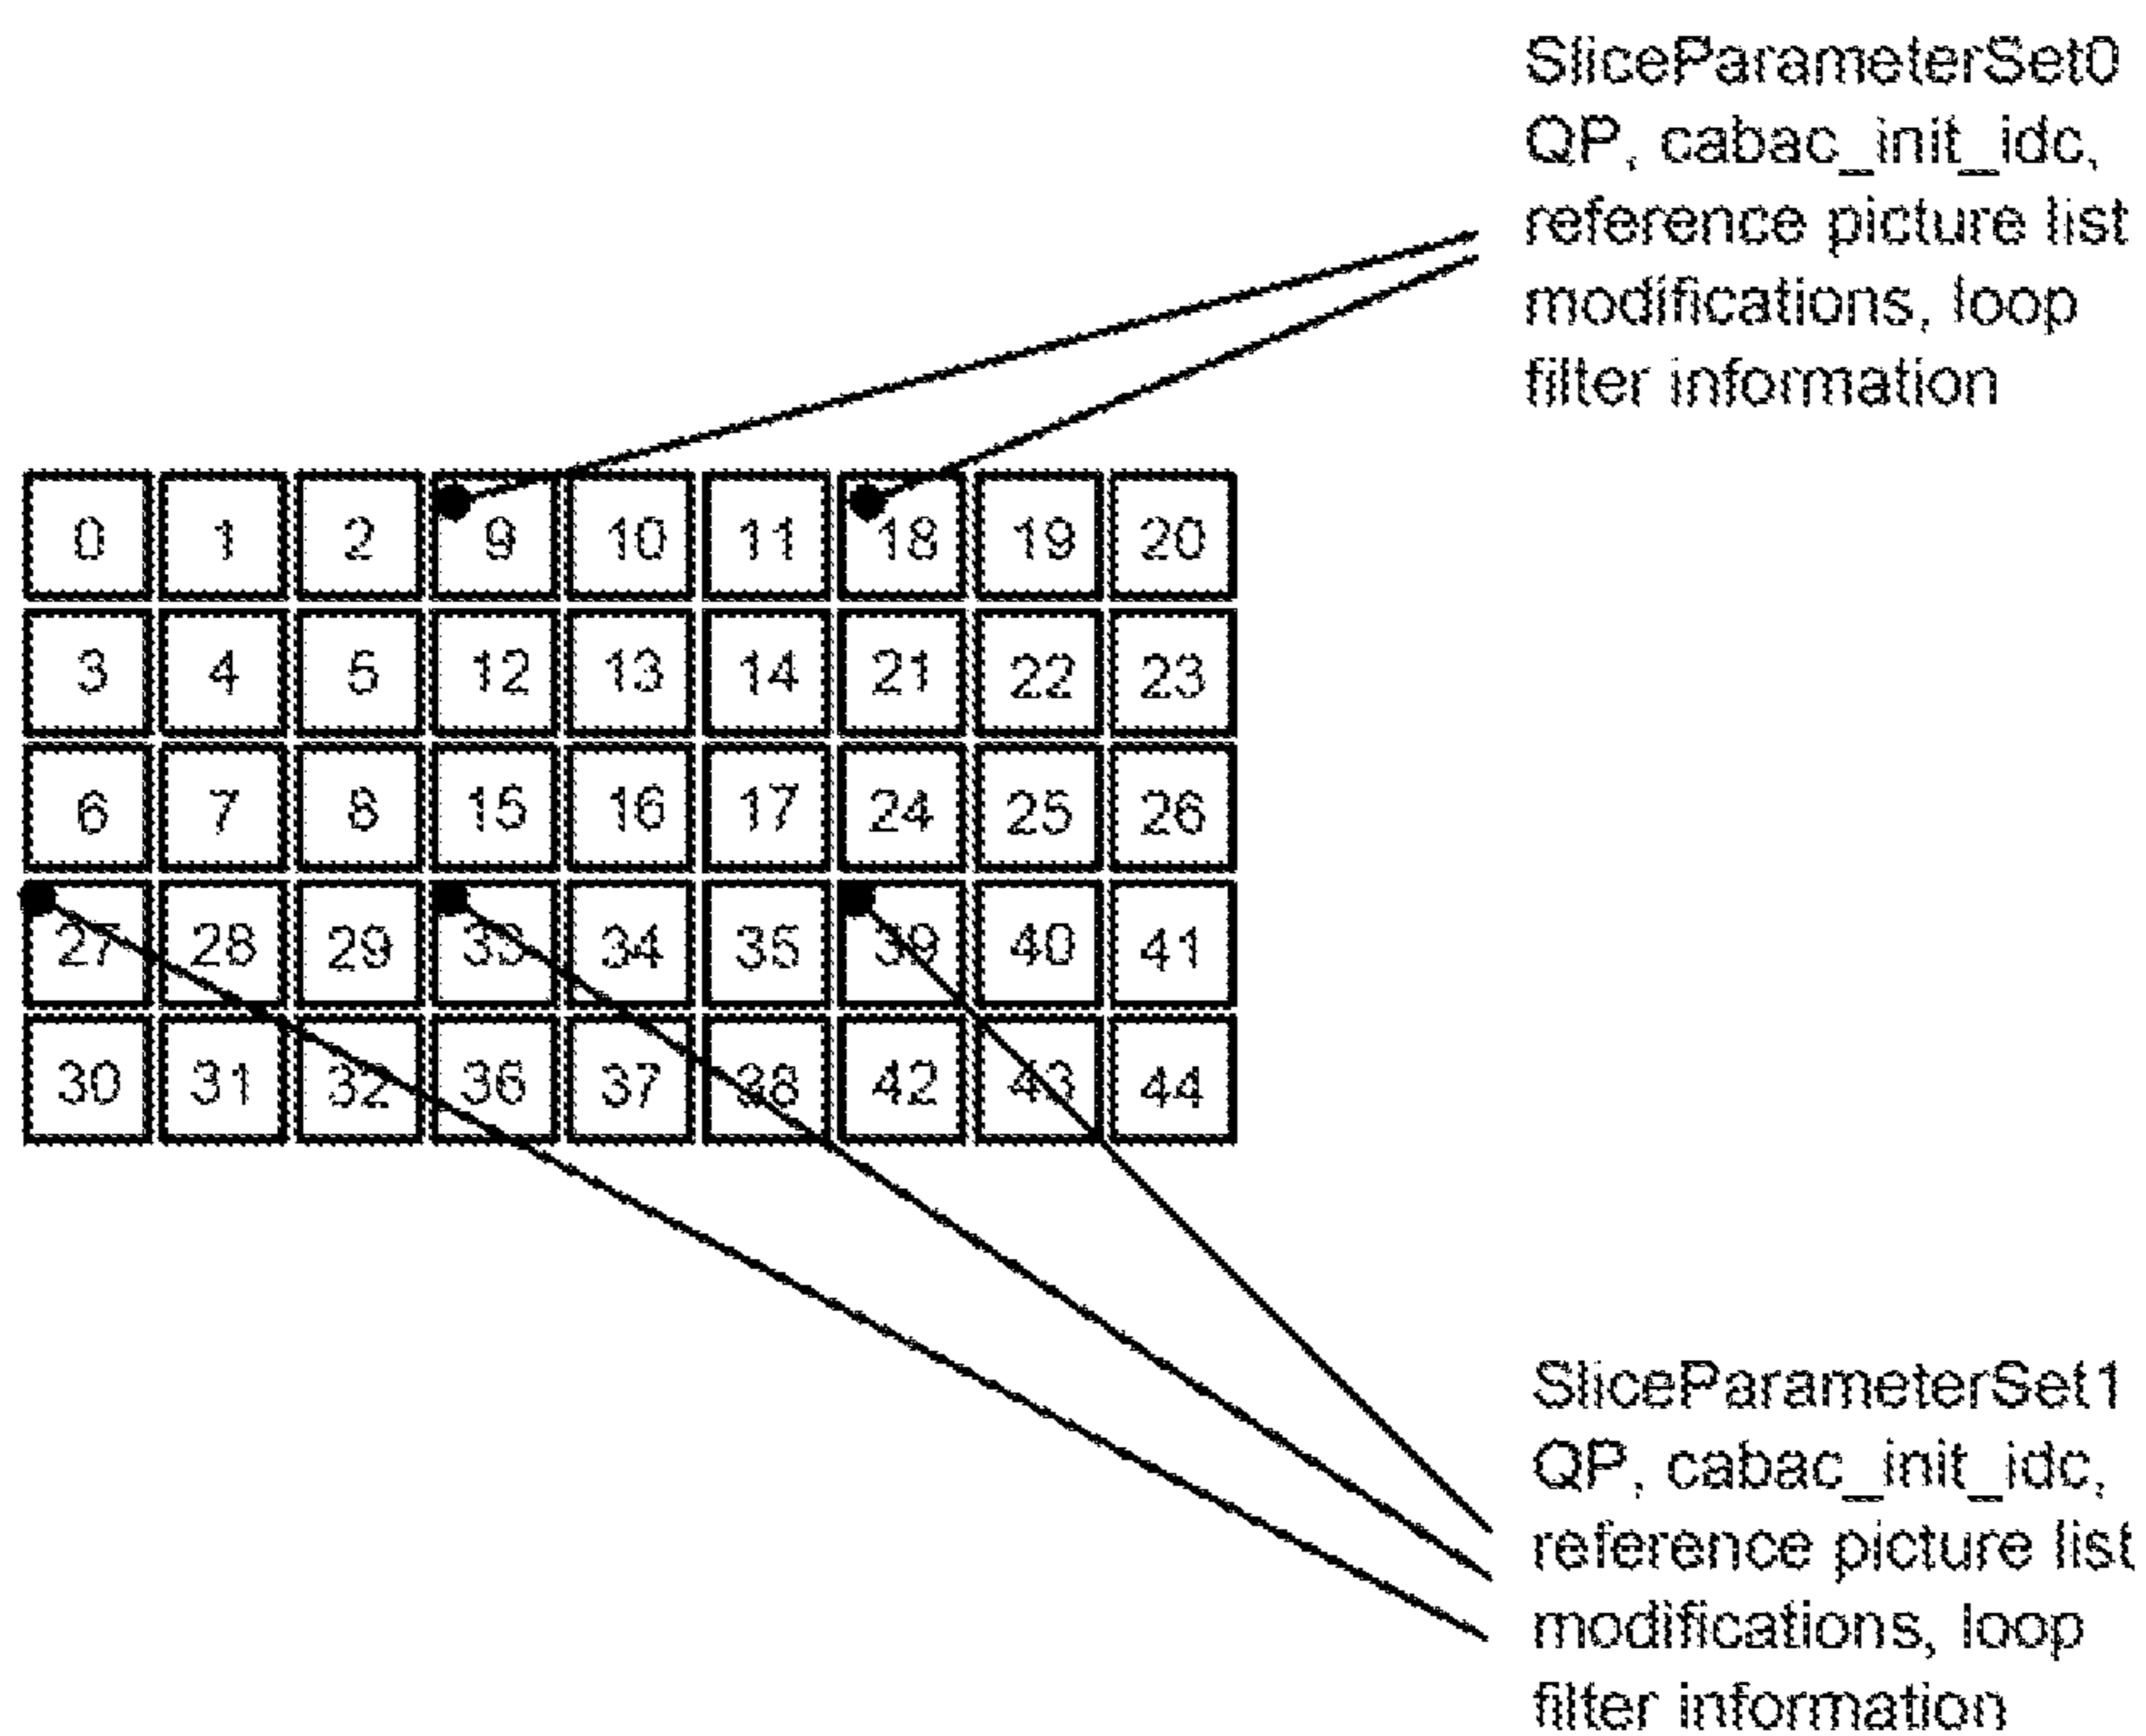 SliceParameterSet0
QP, cabac_init_idc,
reference picture list
modifications, loop
filter information
0 1 2 9 10 11 18 19 20
3 4 5 12 13 14 21 22 23
6 7 8 15 16 17 24 25 26
27 28 29 33 34 35 39 40 41
30 31 32 36 37 38 42 43 44
SliceParameterSet1
QP, cabac_init_idc,
reference picture list
modifications, loop
filter information